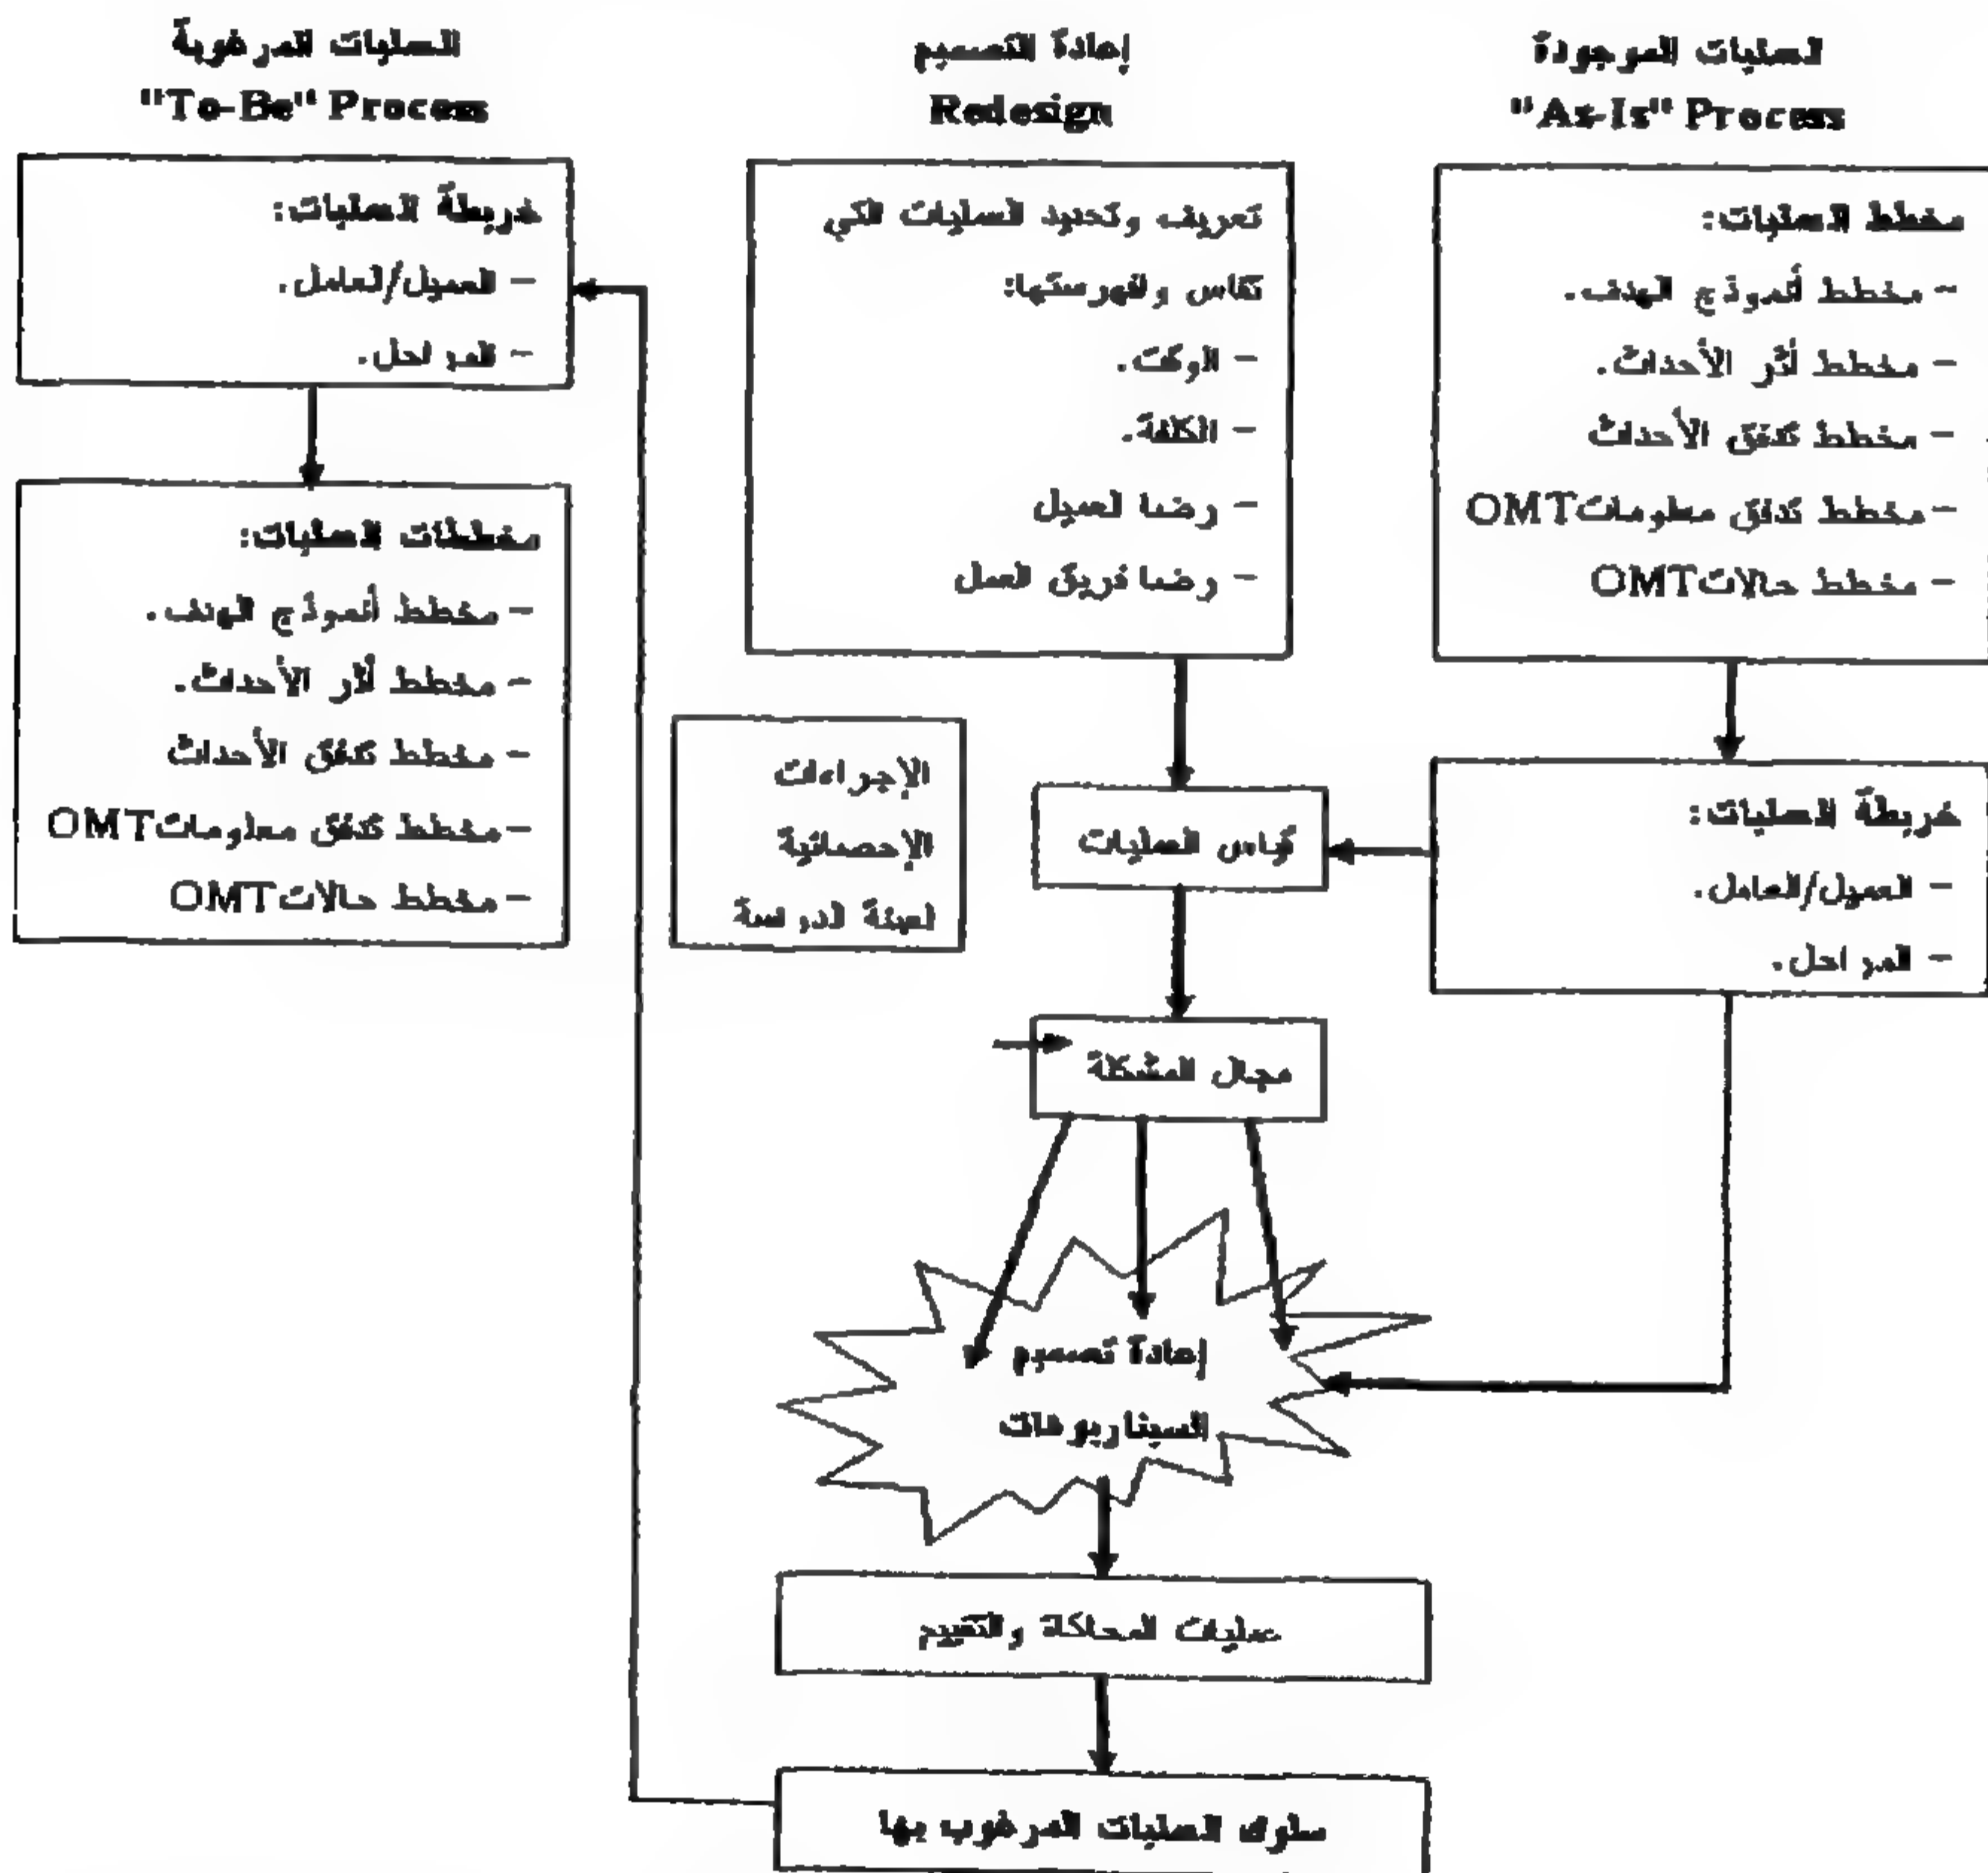 العمليات الموجودة
"As-Is" Process
مخطط العمليات:
– مخطط أنموذج الهدف.
– مخطط أثر الأحداث.
– مخطط تدفق الأحداث
– مخطط تدفق معلومات OMT
– مخطط حالات OMT
خريطة العمليات:
– العميل/العامل.
– المراحل.
إعادة التصميم
Redesign
تعريف وتحديد العمليات التي
تقاس ولفهرستها:
– الوقت.
– الكلفة.
– رضا العميل
– رضا فريق العمل
قياس العمليات
الإجراءات
الإحصائية
لعينة الدراسة
مجال المشكلة
إعادة تصميم
السيناريوهات
عمليات المحاكة والتقييم
سلوك العمليات المرغوب بها
العمليات المرغوبة
"To-Be" Process
خريطة العمليات:
– العميل/العامل.
– المراحل.
مخططات العمليات:
– مخطط أنموذج الهدف.
– مخطط أثر الأحداث.
– مخطط تدفق الأحداث
– مخطط تدفق معلومات OMT
– مخطط حالات OMT